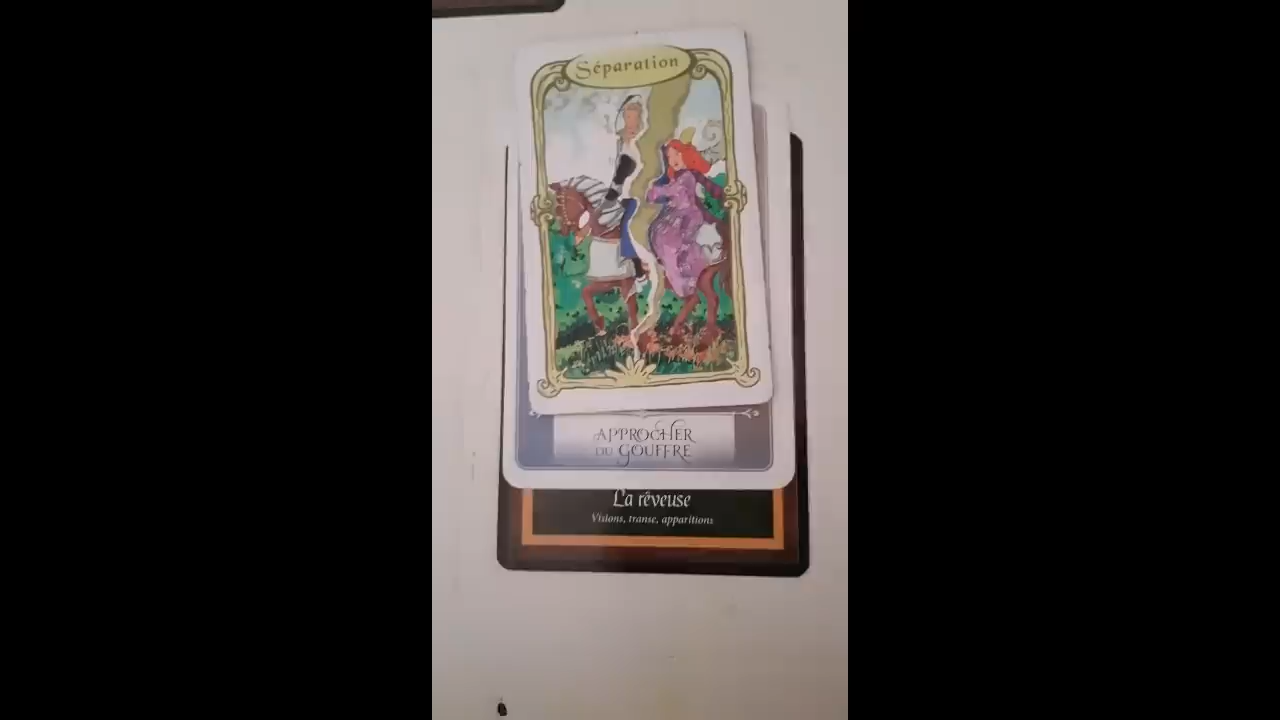 Séparation
APPROCHER
DU GOUFFRE
La rêveuse
Visions, transe, apparitions